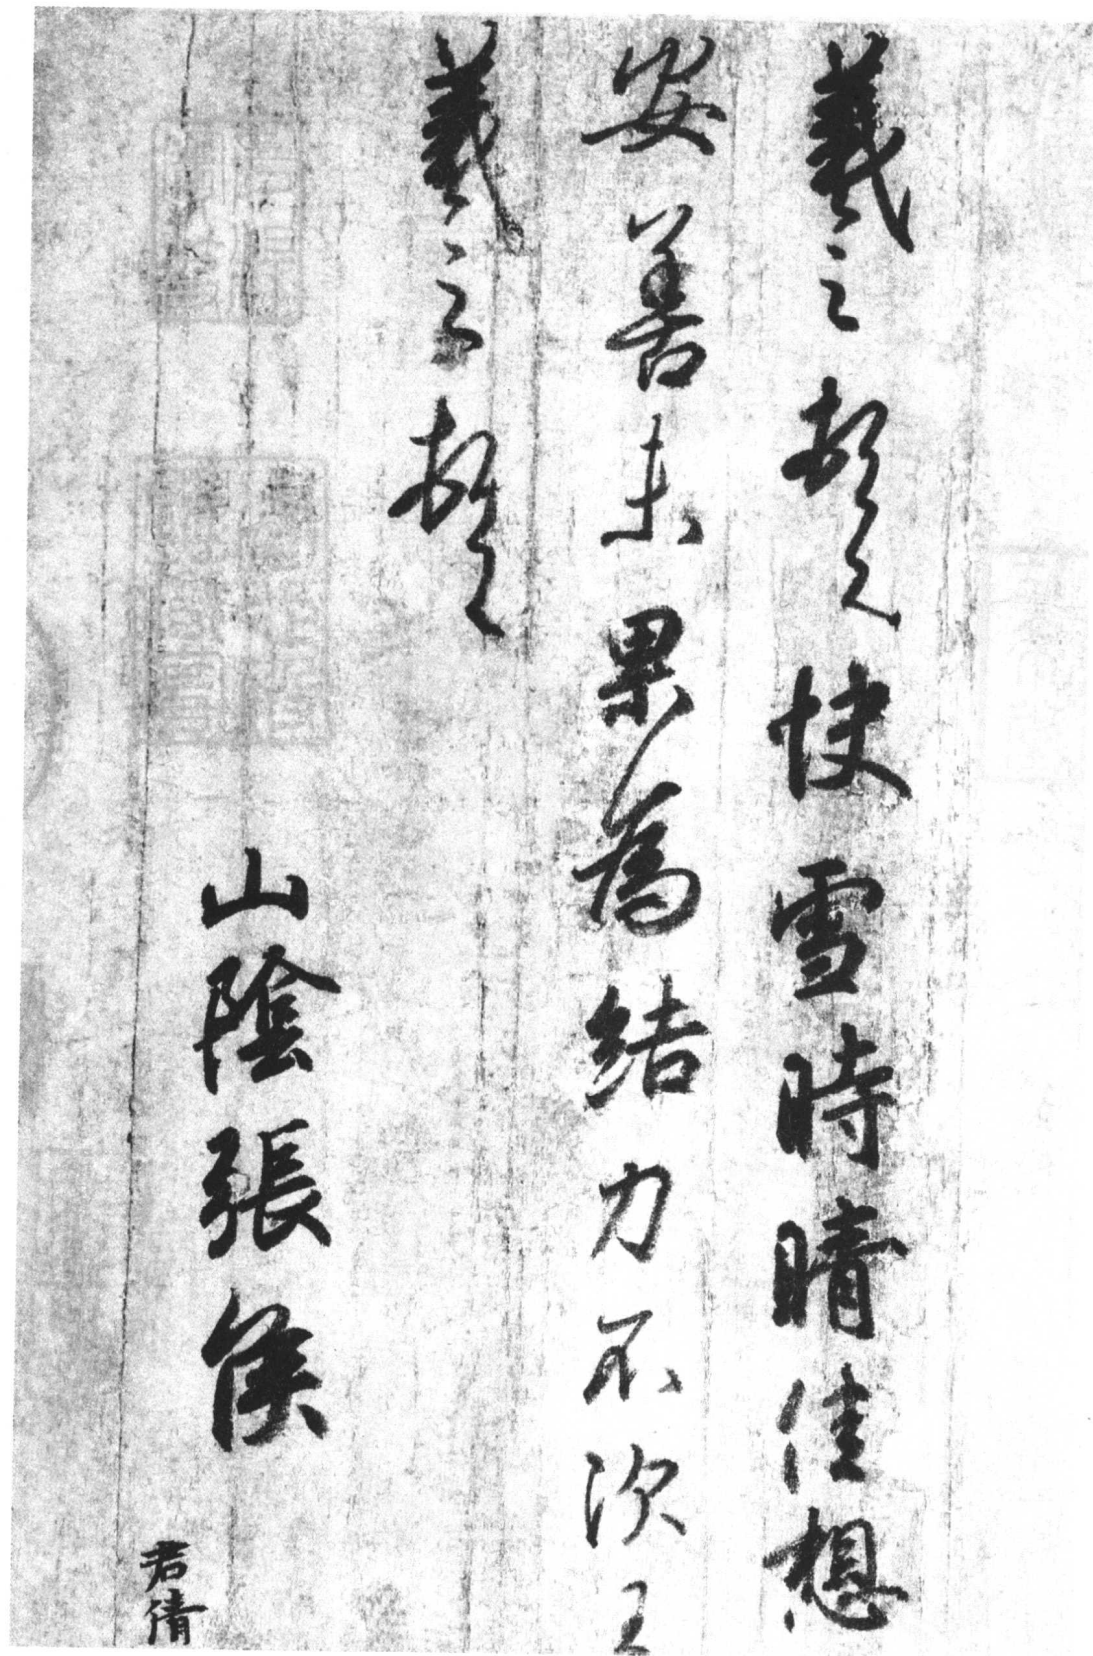 羲之頓首快雪時晴佳想
安善未果為結力不次王
羲之頓首
山陰張侯
君倩